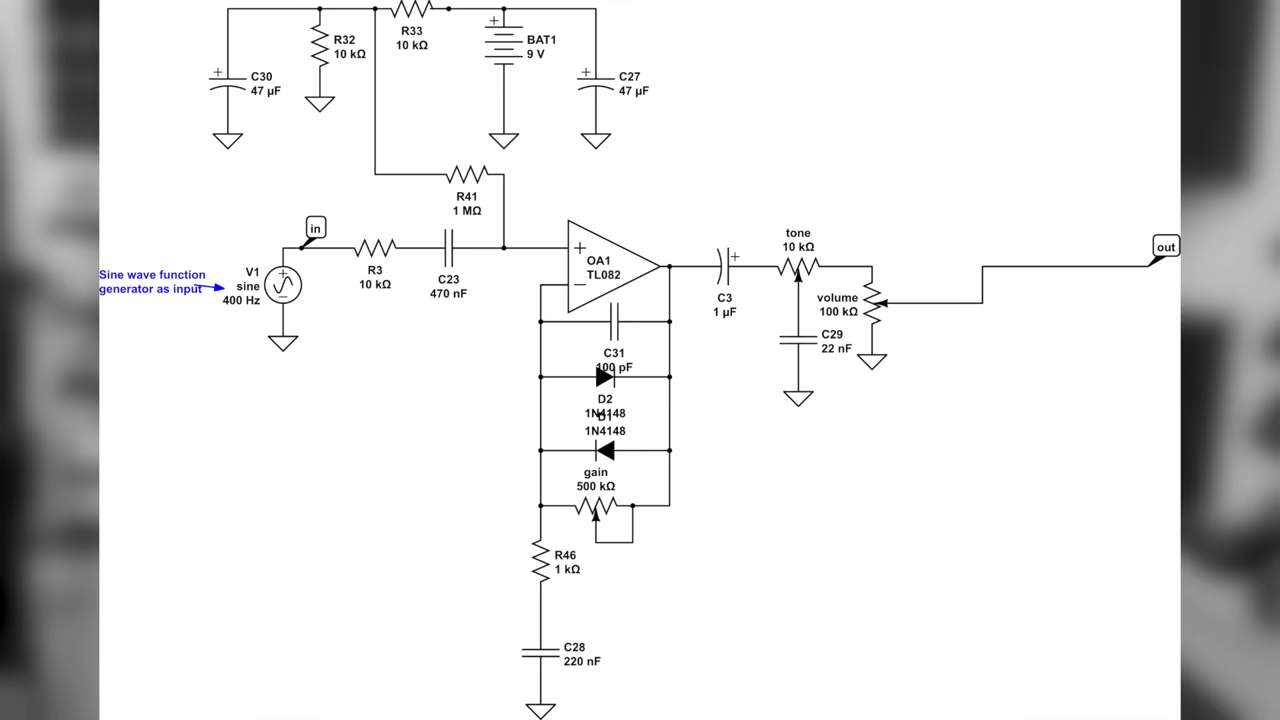 R33
10 kΩ
R32
10 kΩ
+
BAT1
9 V
+
C30
47 µF
+
C27
47 µF
R41
1 MΩ
in
Sine wave function
generator as input
V1
sine
400 Hz
+
−
R3
10 kΩ
C23
470 nF
+
−
OA1
TL082
+
C3
1 µF
tone
10 kΩ
volume
100 kΩ
out
C29
22 nF
C31
100 pF
D2
1N4148
D1
1N4148
gain
500 kΩ
R46
1 kΩ
C28
220 nF